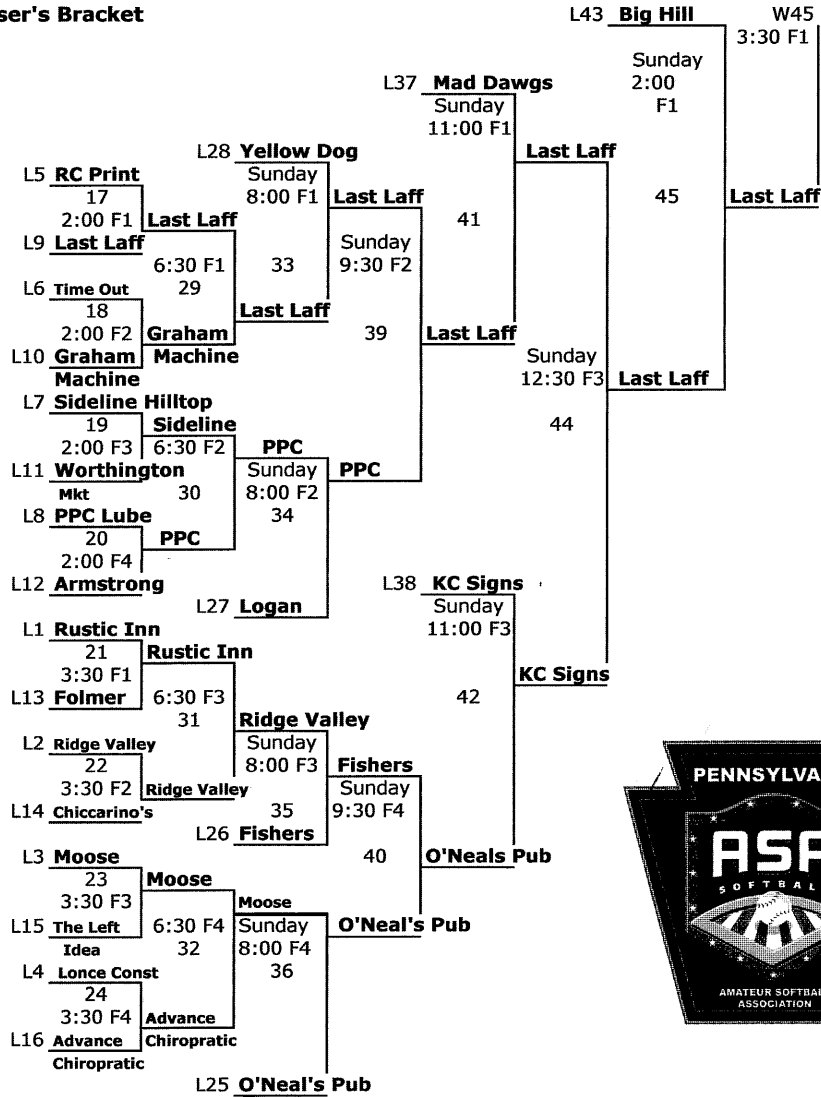 ser's Bracket
L43 Big Hill
W45
3:30 F1
Sunday
2:00
F1
L37 Mad Dawgs
Sunday
11:00 F1
L28 Yellow Dog
Last Laff
Sunday
8:00 F1
Last Laff
L5 RC Print
17
2:00 F1
Last Laff
45
Last Laff
41
L9 Last Laff
6:30 F1
33
Sunday
9:30 F2
L6 Time Out
29
18
2:00 F2
Graham
Machine
Last Laff
39
Last Laff
L10 Graham
Machine
Sunday
12:30 F3
Last Laff
L7 Sideline Hilltop
19
2:00 F3
Sideline
6:30 F2
PPC
44
L11 Worthington
Mkt
30
Sunday
8:00 F2
PPC
L8 PPC Lube
34
20
2:00 F4
PPC
L12 Armstrong
L27 Logan
L38 KC Signs
Sunday
11:00 F3
L1 Rustic Inn
21
3:30 F1
Rustic Inn
L13 Folmer
6:30 F3
31
KC Signs
42
L2 Ridge Valley
22
3:30 F2
Ridge Valley
Ridge Valley
Sunday
8:00 F3
Fishers
Sunday
9:30 F4
L14 Chiccarino's
35
L26 Fishers
40
O'Neals Pub
L3 Moose
23
3:30 F3
Moose
Moose
L15 The Left
Idea
6:30 F4
32
Sunday
8:00 F4
36
O'Neal's Pub
L4 Lonce Const
24
3:30 F4
Advance
Chiropratic
L16 Advance
Chiropratic
L25 O'Neal's Pub
PENNSYLVA
ASA
SOFTBAL
AMATEUR SOFTBA
ASSOCIATION